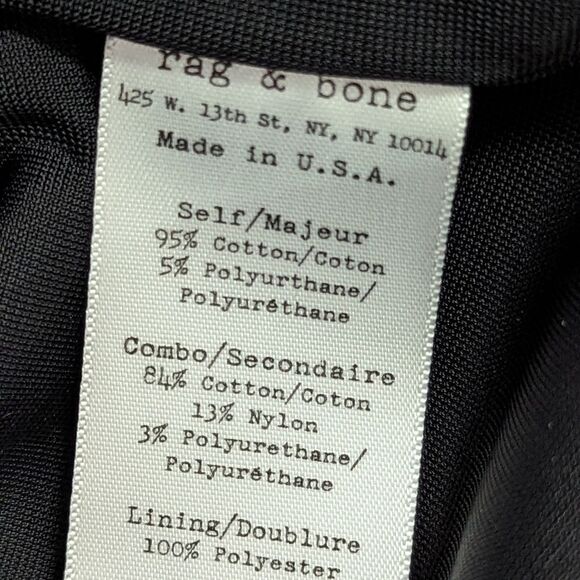 rag & bone
425 W. 13th St, NY, NY 10014
Made in U.S.A.
Self/Majeur
95% Cotton/Coton
5% Polyurthane/
Polyuréthane
Combo/Secondaire
84% Cotton/Coton
13% Nylon
3% Polyurethane/
Polyuréthane
Lining/Doublure
100% Polyester